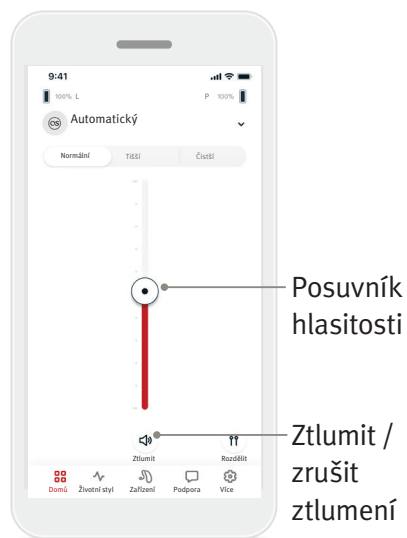 9:41
100% L
P 100%
Automatický
Normální
Tišší
Čistší
Posuvník
hlasitosti
Ztlumit
Rozdělit
Ztlumit /
zrušit
ztlumení
Domů
Životní styl
Zařízení
Podpora
Více